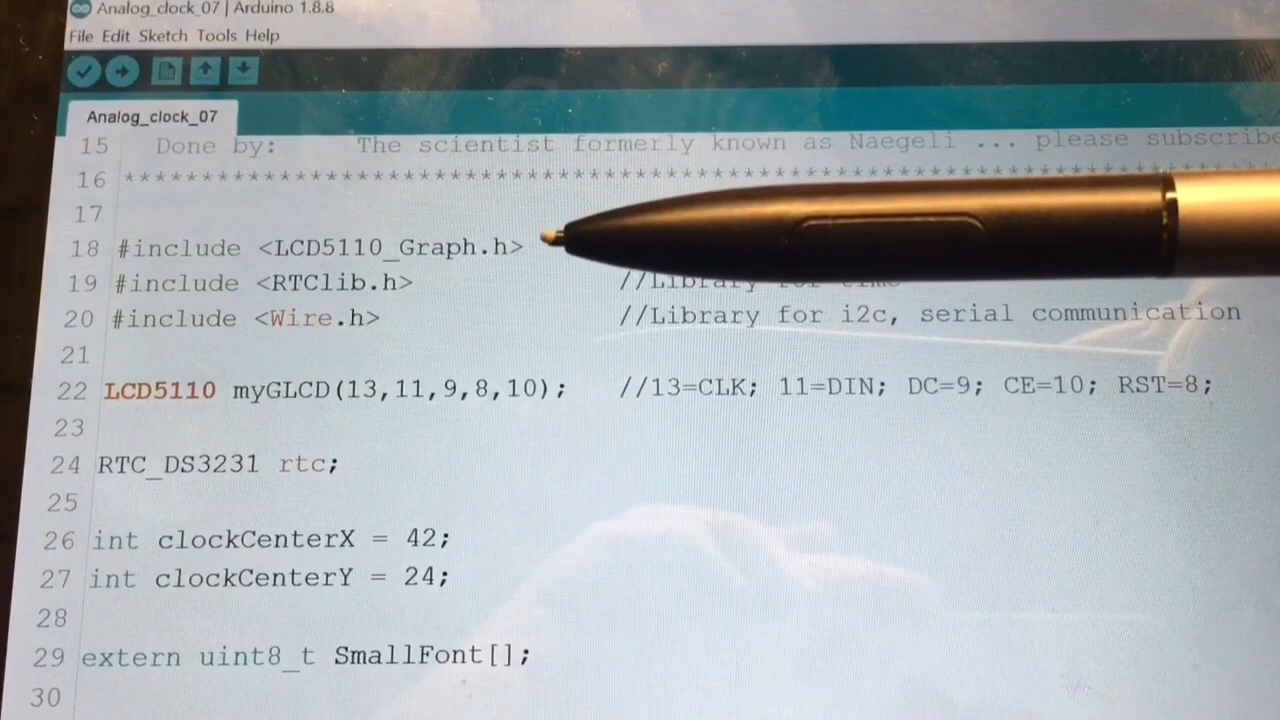 Analog_clock_07 | Arduino 1.8.8
File Edit Sketch Tools Help
Analog_clock_07
15 Done by: The scientist formerly known as Naegeli ... please subscribe
16 *****************************************************************
17
18 #include <LCD5110_Graph.h>
19 #include <RTClib.h> //Library for time
20 #include <Wire.h> //Library for i2c, serial communication
21
22 LCD5110 myGLCD(13,11,9,8,10); //13=CLK; 11=DIN; DC=9; CE=10; RST=8;
23
24 RTC_DS3231 rtc;
25
26 int clockCenterX = 42;
27 int clockCenterY = 24;
28
29 extern uint8_t SmallFont[];
30